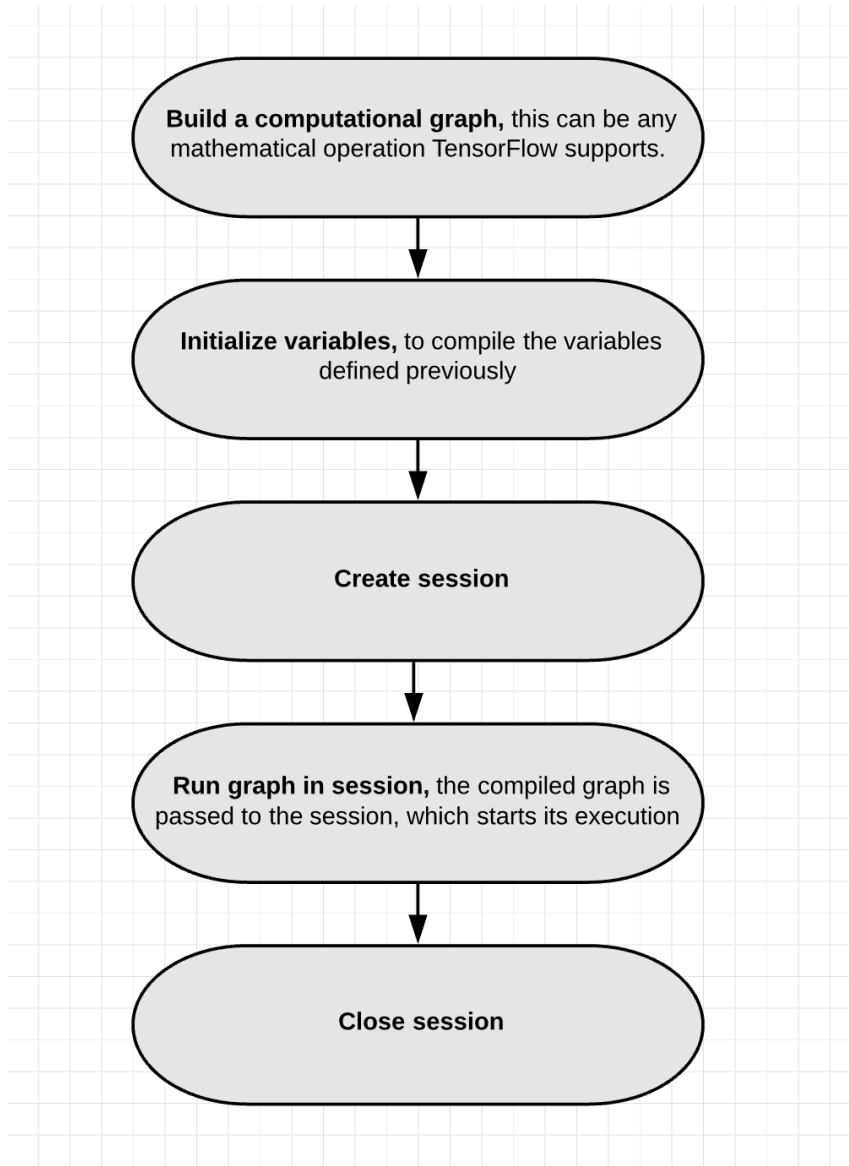 Build a computational graph, this can be any
mathematical operation TensorFlow supports.
Initialize variables, to compile the variables
defined previously
Create session
Run graph in session, the compiled graph is
passed to the session, which starts its execution
Close session